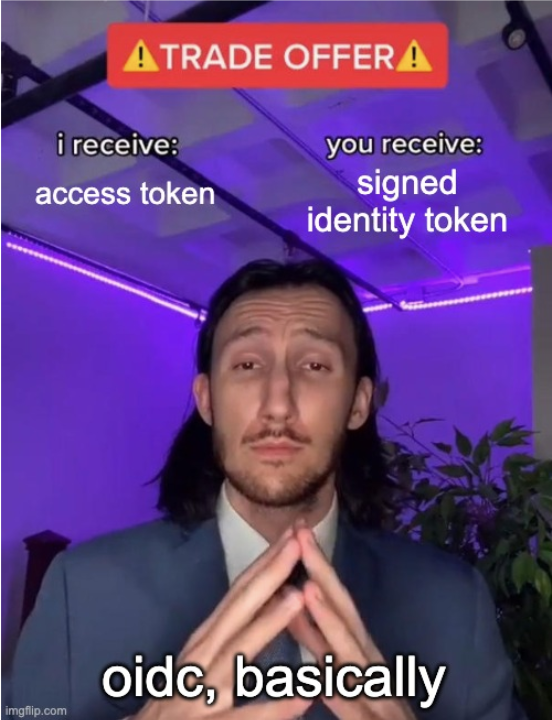 ⚠️TRADE OFFER⚠️
i receive:
you receive:
access token
signed
identity token
oidc, basically
imgflip.com